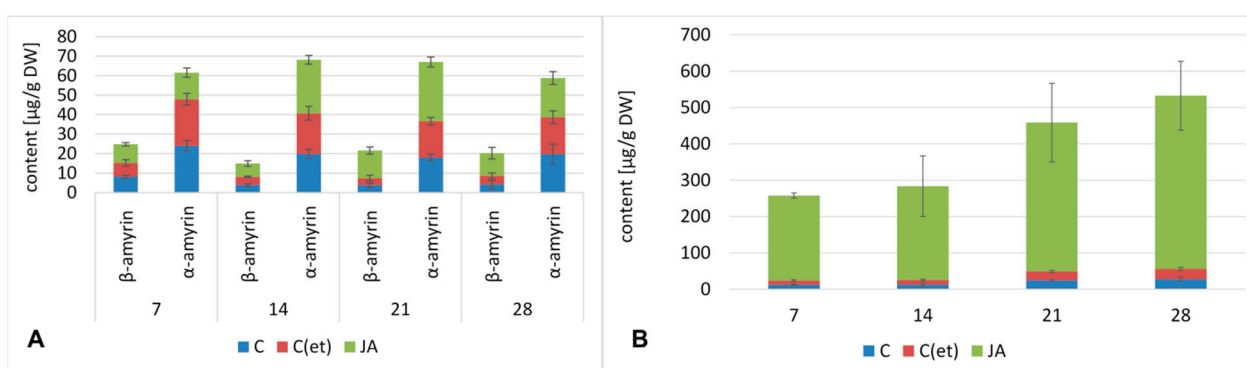 content [µg/g DW]
80
70
60
50
40
30
20
10
0
β-amyrin
α-amyrin
β-amyrin
α-amyrin
β-amyrin
α-amyrin
β-amyrin
α-amyrin
7
14
21
28
A
C
C(et)
JA
content [µg/g DW]
700
600
500
400
300
200
100
0
7
14
21
28
B
C
C(et)
JA